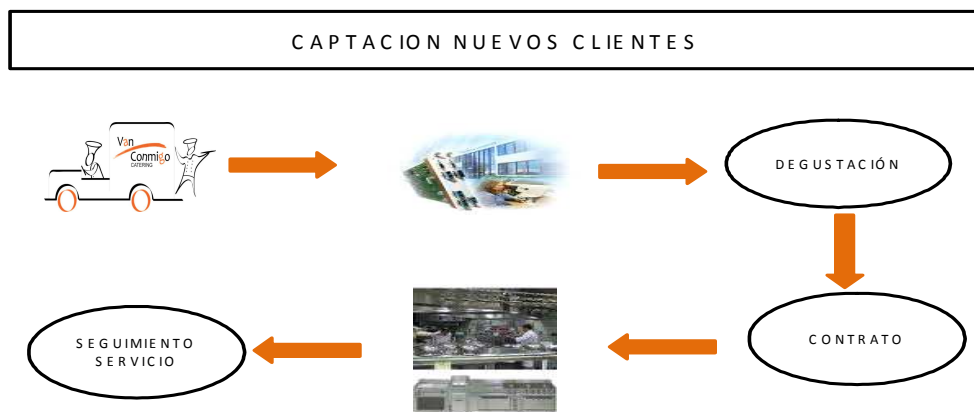 CAPTACION NUEVOS CLIENTES
Van
Conmigo
CATERING
DEGUSTACIÓN
CONTRATO
SEGUIMIENTO
SERVICIO